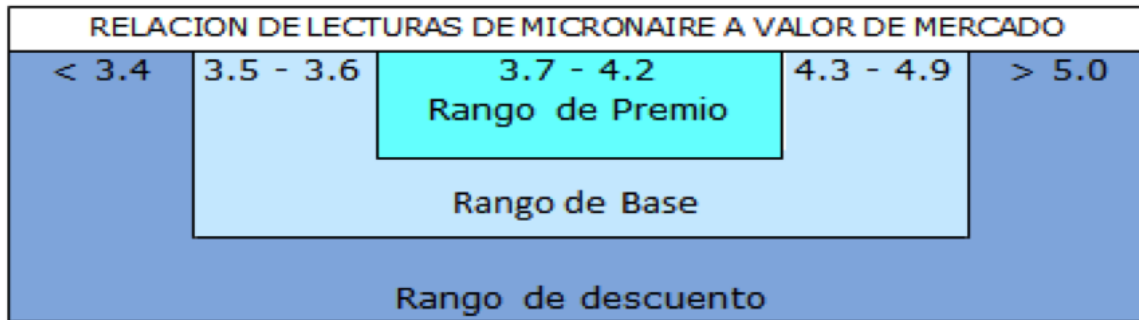 RELACION DE LECTURAS DE MICRONAIRE A VALOR DE MERCADO
< 3.4 3.5 - 3.6 3.7 - 4.2 4.3 - 4.9 > 5.0
Rango de Premio
Rango de Base
Rango de descuento